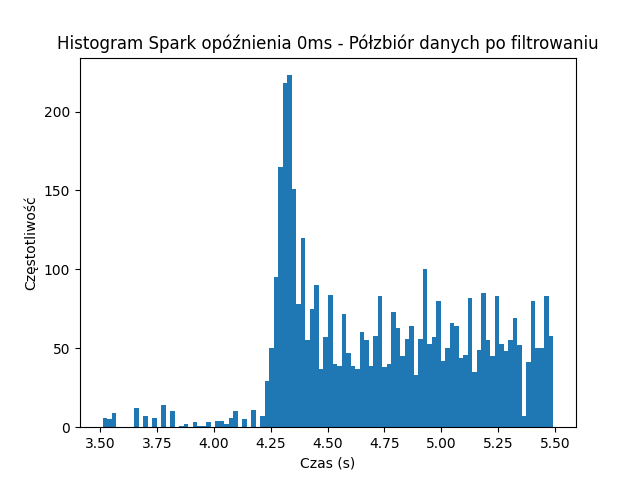 Histogram Spark opóźnienia 0ms - Półzbiór danych po filtrowaniu
200
150
100
50
0
Częstotliwość
3.50 3.75 4.00 4.25 4.50 4.75 5.00 5.25 5.50
Czas (s)